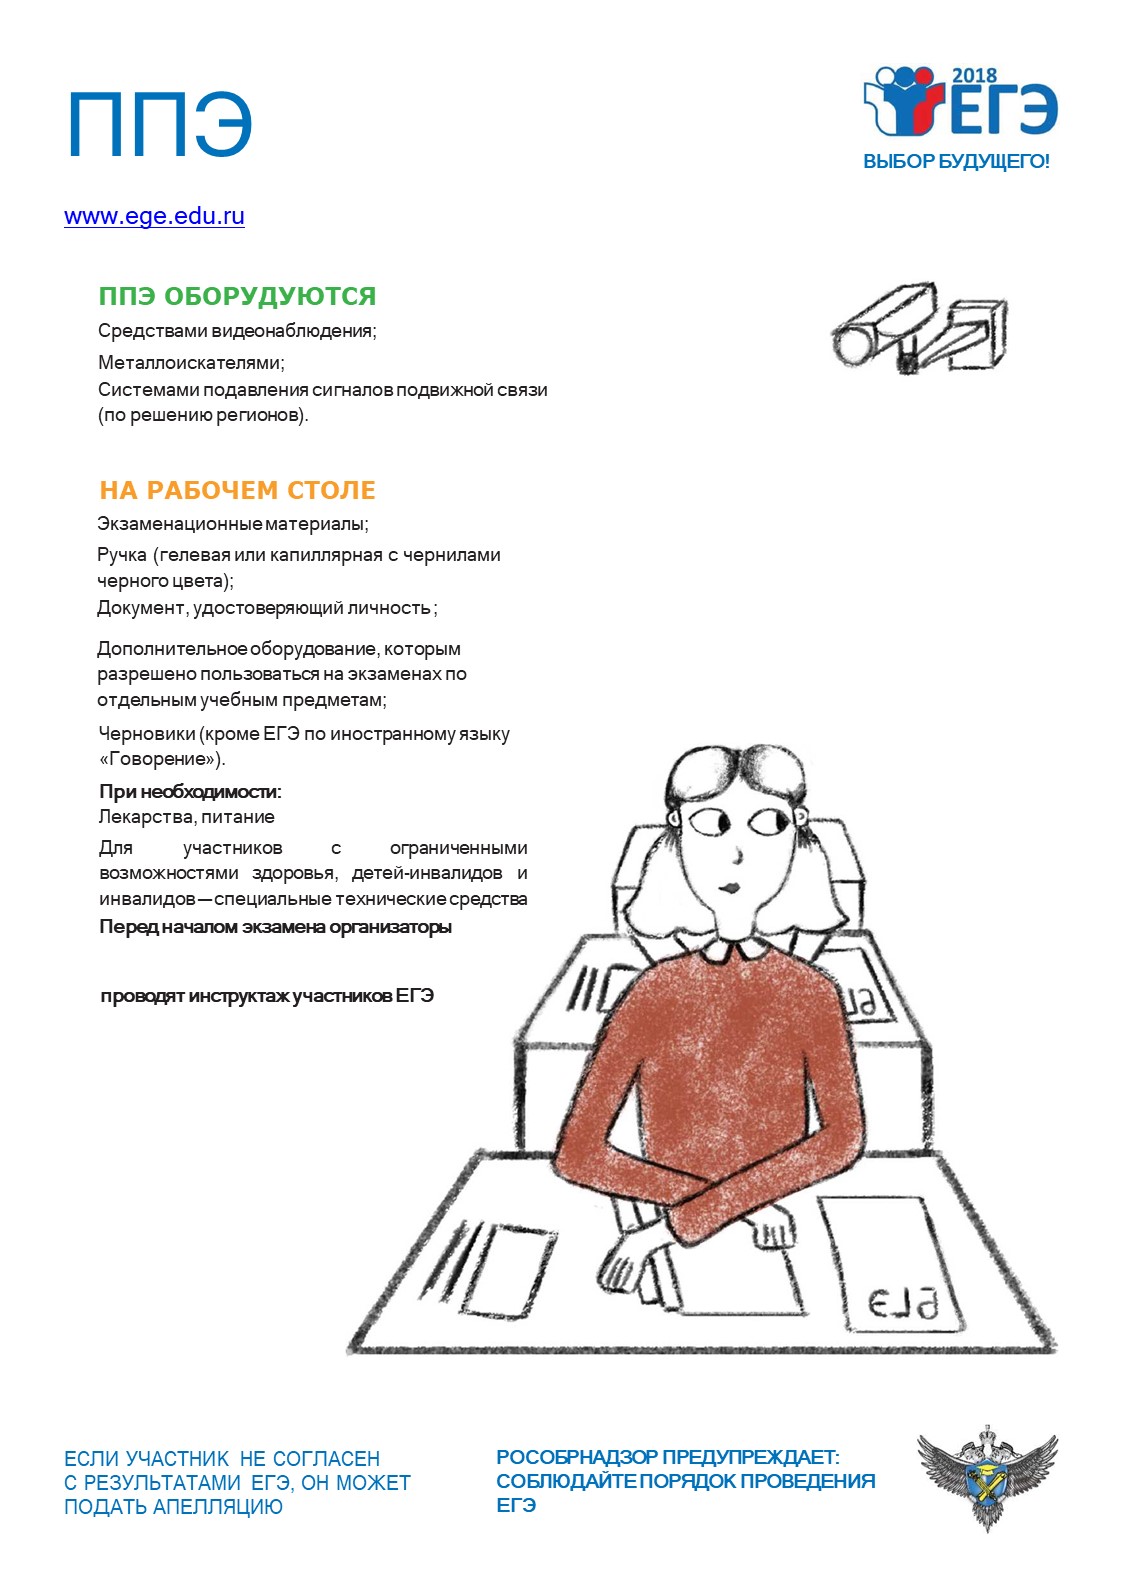 ППЭ
2018
ЕГЭ
ВЫБОР БУДУЩЕГО!
www.ege.edu.ru
ППЭ ОБОРУДУЮТСЯ
Средствами видеонаблюдения;
Металлоискателями;
Системами подавления сигналов подвижной связи
(по решению регионов).
НА РАБОЧЕМ СТОЛЕ
Экзаменационные материалы;
Ручка (гелевая или капиллярная с чернилами
черного цвета);
Документ, удостоверяющий личность ;
Дополнительное оборудование, которым
разрешено пользоваться на экзаменах по
отдельным учебным предметам;
Черновики (кроме ЕГЭ по иностранному языку
«Говорение»).
При необходимости:
Лекарства, питание
Для участников с ограниченными
возможностями здоровья, детей-инвалидов и
инвалидов — специальные технические средства
Перед началом экзамена организаторы
проводят инструктаж участников ЕГЭ
ЕГЭ
ЕСЛИ УЧАСТНИК НЕ СОГЛАСЕН
С РЕЗУЛЬТАТАМИ ЕГЭ, ОН МОЖЕТ
ПОДАТЬ АПЕЛЛЯЦИЮ
РОСОБРНАДЗОР ПРЕДУПРЕЖДАЕТ:
СОБЛЮДАЙТЕ ПОРЯДОК ПРОВЕДЕНИЯ
ЕГЭ